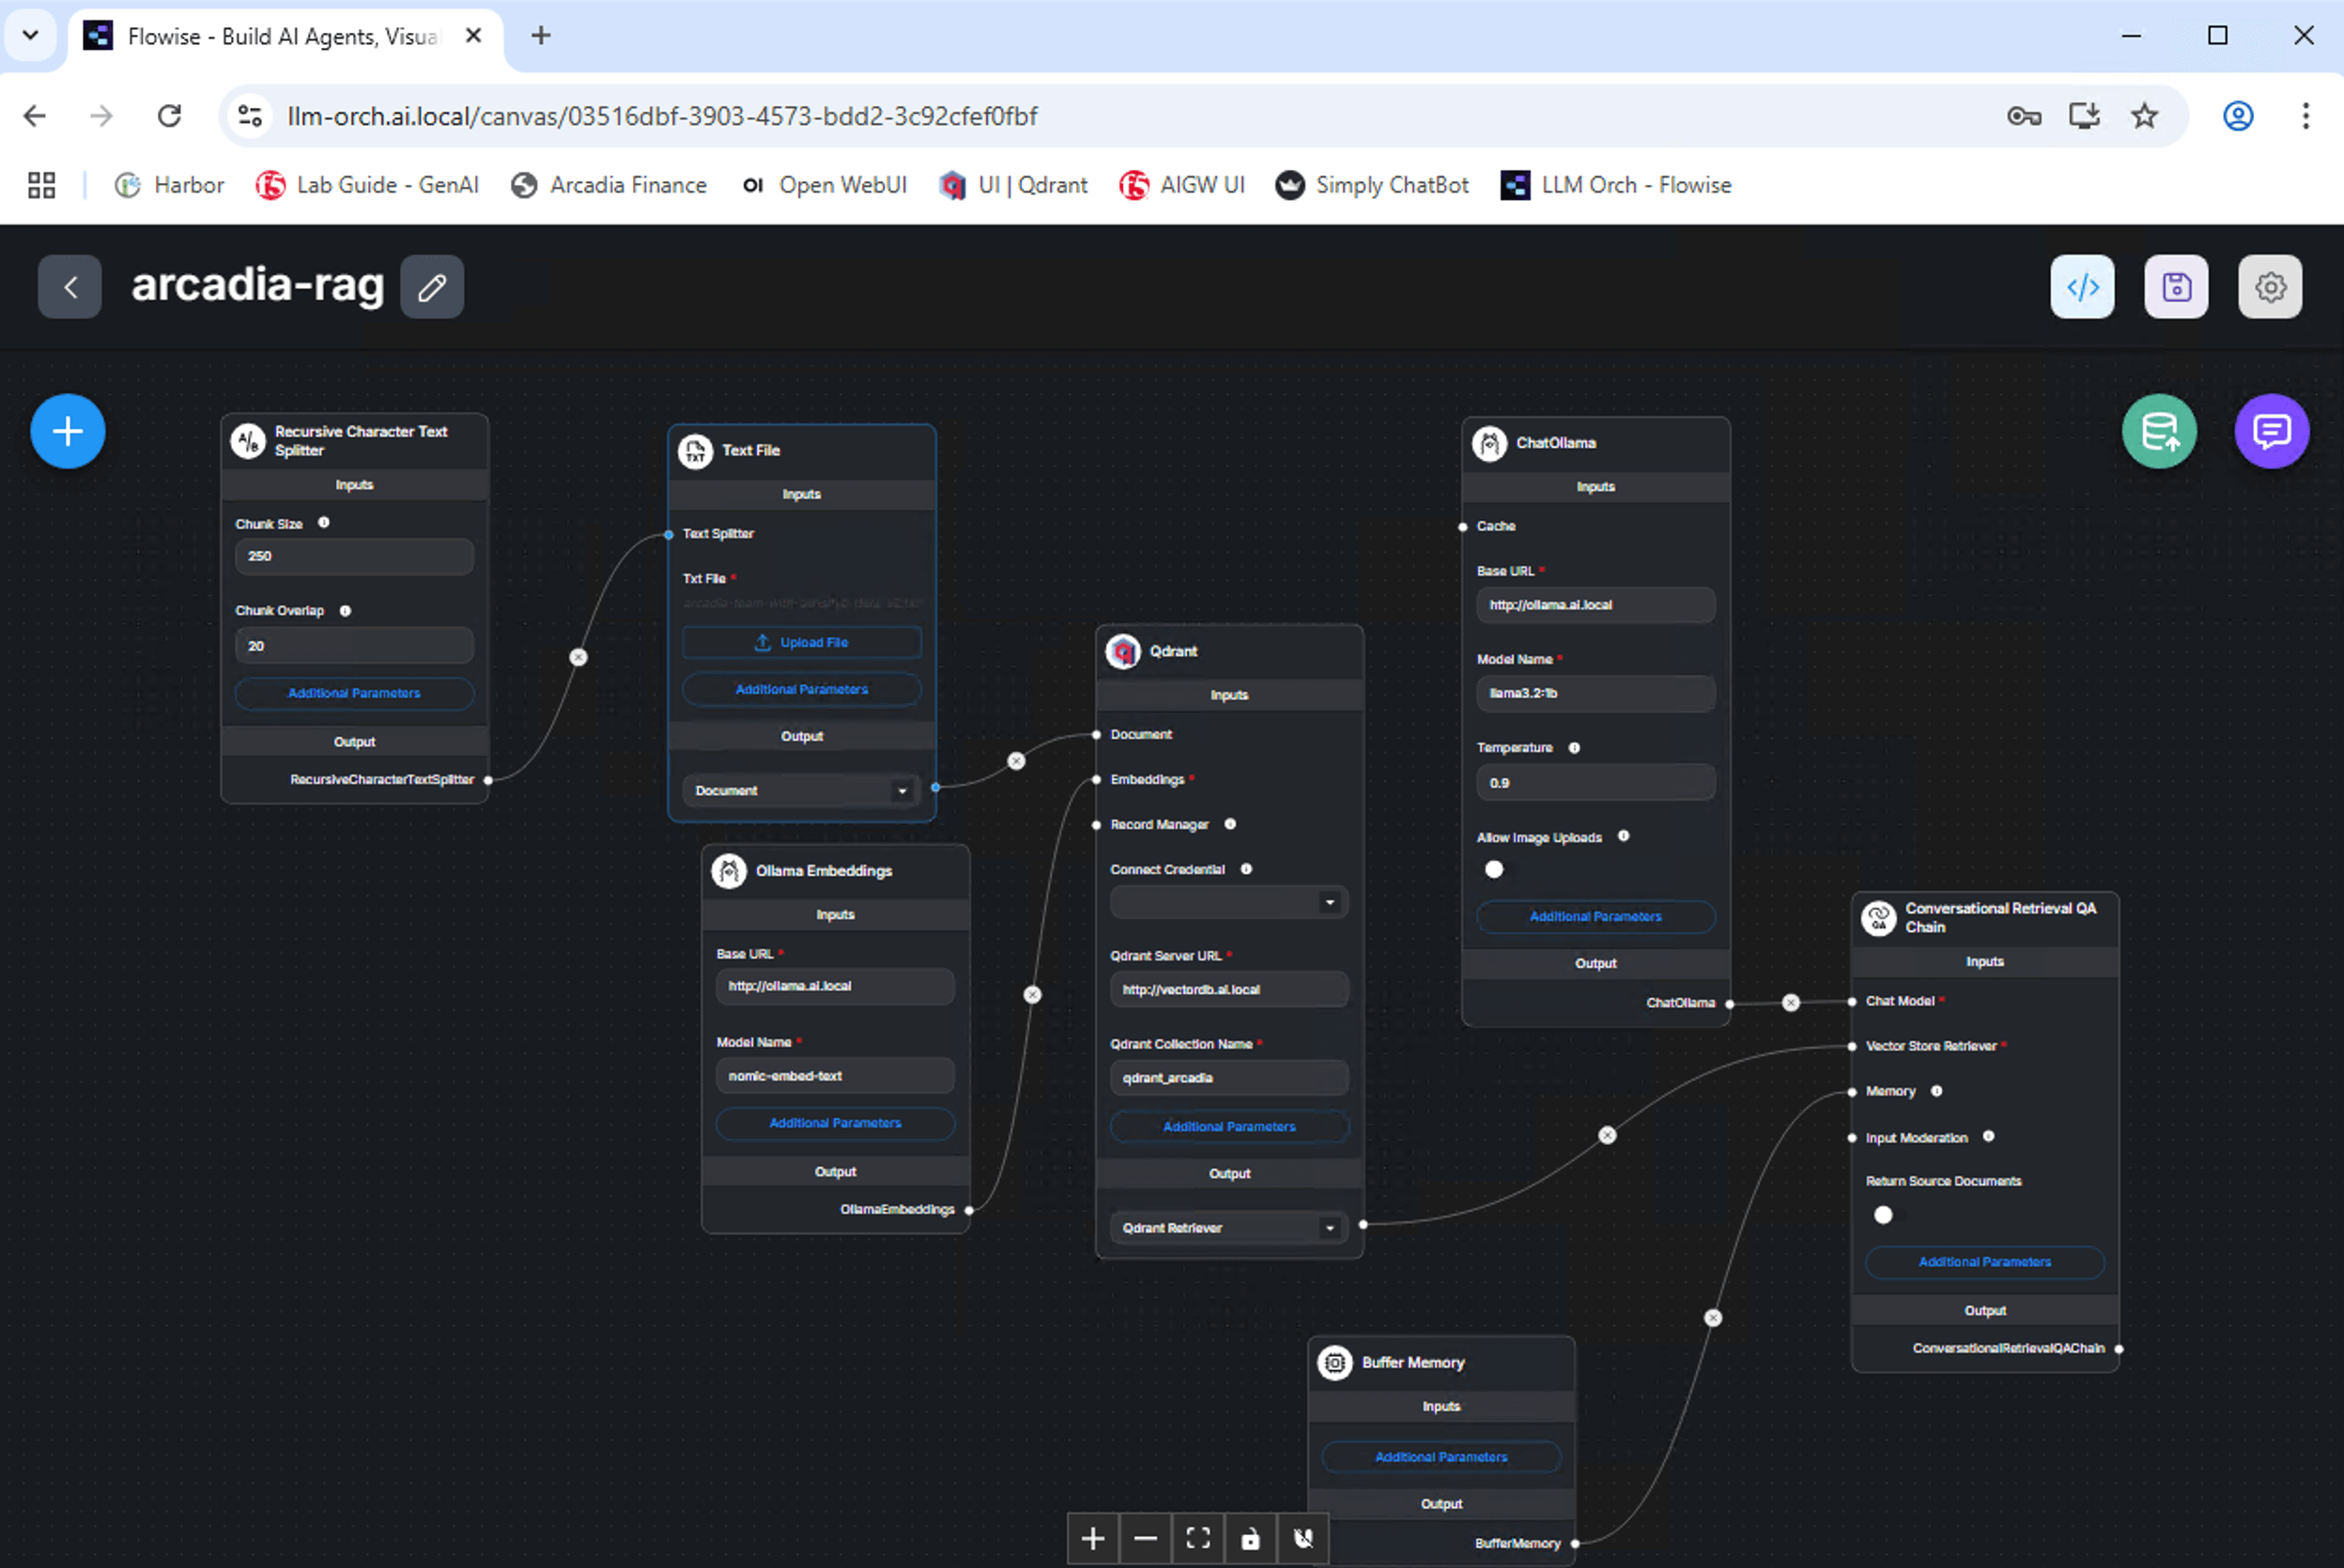 Flowise - Build AI Agents, Visua
llm-orch.ai.local/canvas/03516dbf-3903-4573-bdd2-3c92cfef0fbf
Harbor
Lab Guide - GenAI
Arcadia Finance
OI Open WebUI
UI | Qdrant
AIGW UI
Simply ChatBot
LLM Orch - Flowise
arcadia-rag
Recursive Character Text
Splitter
Inputs
Chunk Size
250
Chunk Overlap
20
Additional Parameters
Output
RecursiveCharacterTextSplitter
TXT
Text File
Inputs
Text Splitter
Txt File *
Upload File
Additional Parameters
Output
Document
Ollama Embeddings
Inputs
Base URL *
http://ollama.ai.local
Model Name *
nomic-embed-text
Additional Parameters
Output
OllamaEmbeddings
Qdrant
Inputs
Document
Embeddings *
Record Manager
Connect Credential
Qdrant Server URL *
http://vectordb.ai.local
Qdrant Collection Name *
qdrant_arcadia
Additional Parameters
Output
Qdrant Retriever
ChatOllama
Inputs
Cache
Base URL *
http://ollama.ai.local
Model Name *
llama3.2:1b
Temperature
0.9
Allow Image Uploads
Additional Parameters
Output
ChatOllama
QA
Conversational Retrieval QA
Chain
Inputs
Chat Model *
Vector Store Retriever *
Memory
Input Moderation
Return Source Documents
Additional Parameters
Output
ConversationalRetrievalQAChain
Buffer Memory
Inputs
Additional Parameters
Output
BufferMemory